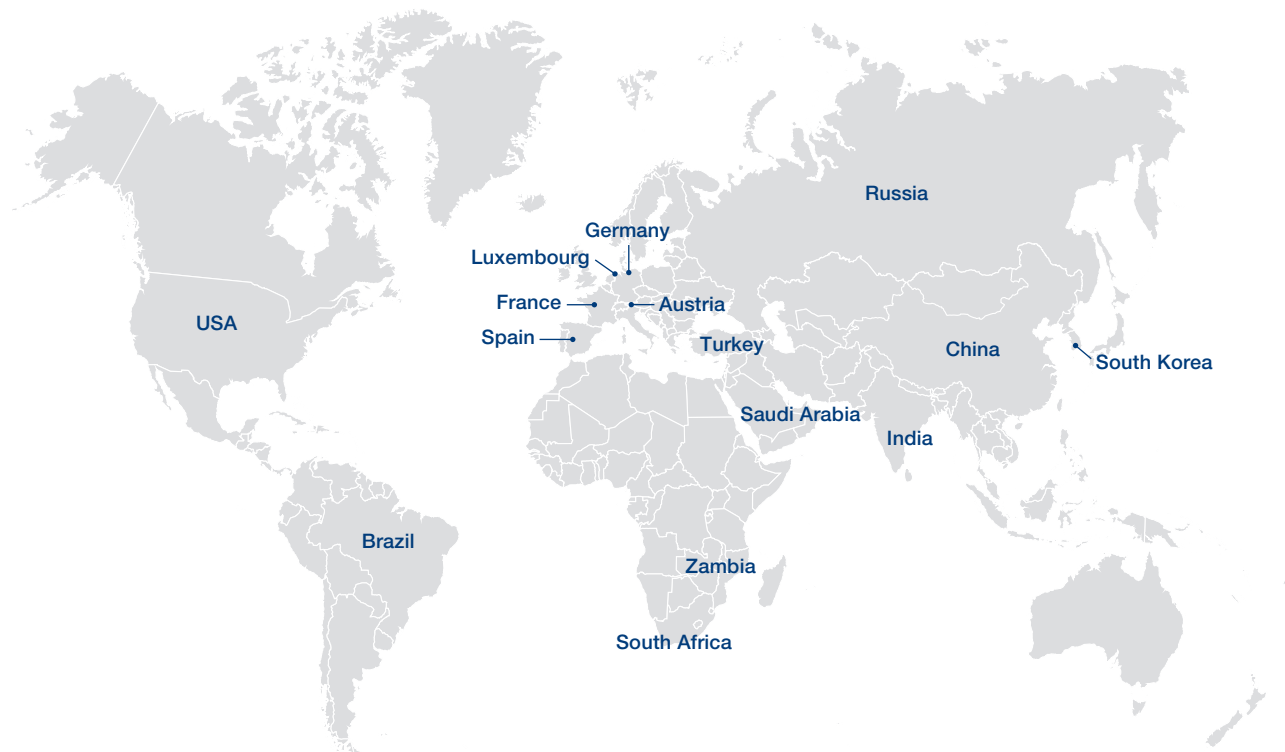 Russia
Germany
Luxembourg
France
Austria
USA
Spain
Turkey
China
South Korea
Saudi Arabia
India
Brazil
Zambia
South Africa